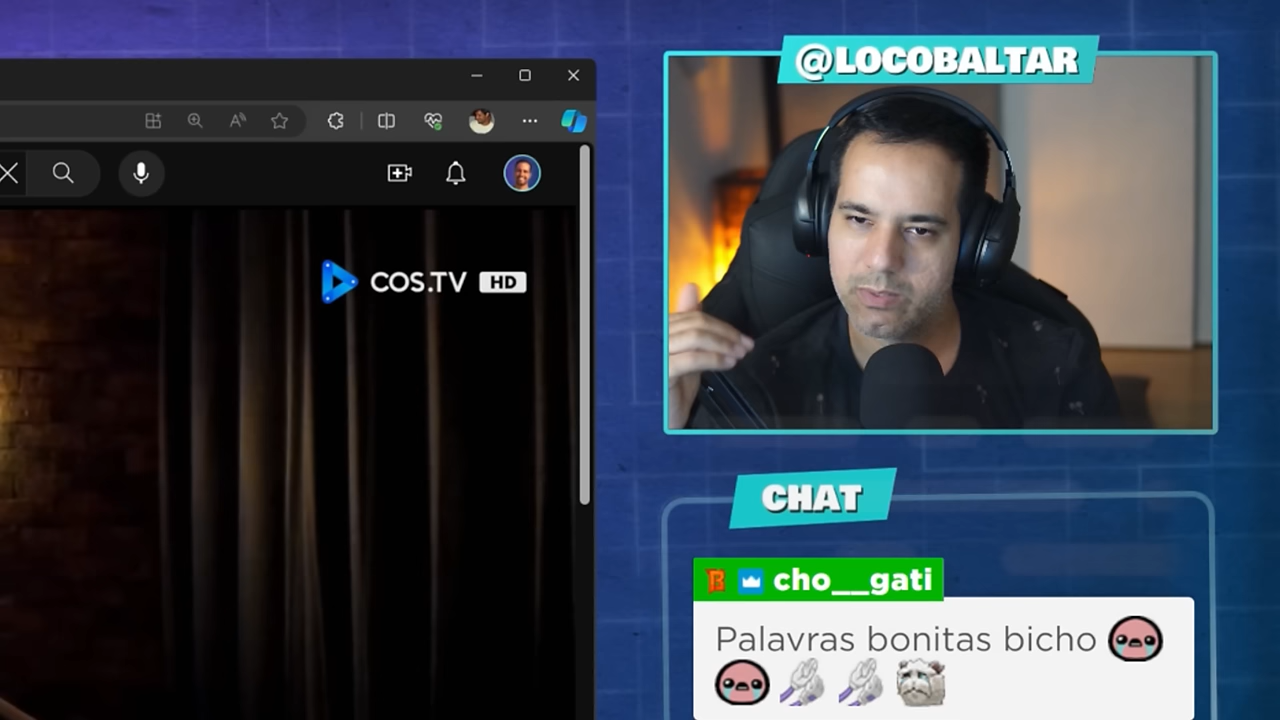 @LOCOBALTAR
COS.TV HD
CHAT
cho__gati
Palavras bonitas bicho